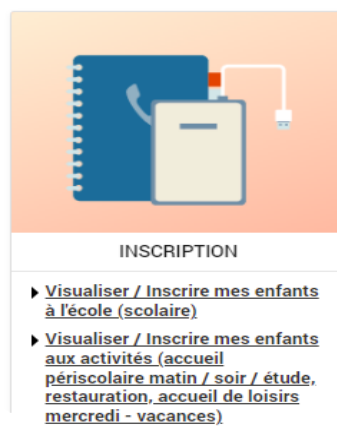 INSCRIPTION
Visualiser / Inscrire mes enfants
à l'école (scolaire)
Visualiser / Inscrire mes enfants
aux activités (accueil
périscolaire matin / soir / étude,
restauration, accueil de loisirs
mercredi - vacances)